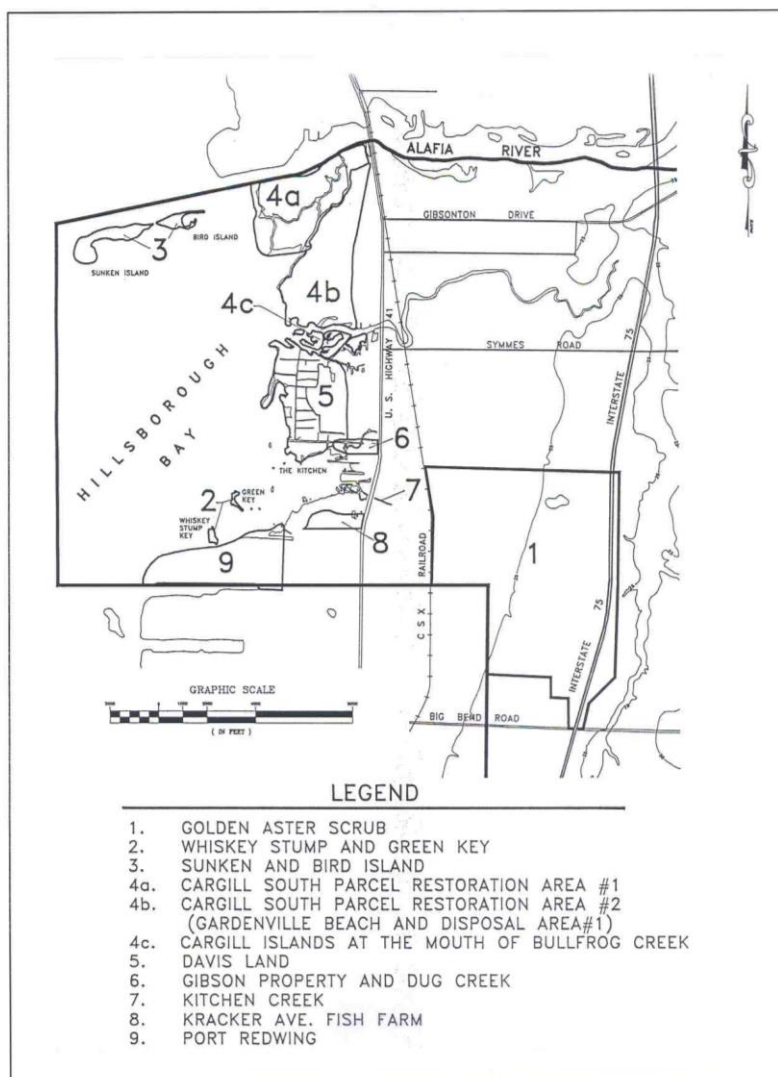 ALAFIA RIVER
4a
GIBSONTON DRIVE
BIRD ISLAND
3
SUNKEN ISLAND
4b
4c
U. S. HIGHWAY 41
SYMMES ROAD
INTERSTATE 75
HILLSBOROUGH
BAY
5
6
THE KITCHEN
7
2
GREEN
KEY
WHISKEY
STUMP
KEY
8
9
1
CSX RAILROAD
INTERSTATE 75
GRAPHIC SCALE
( IN FEET )
BIG BEND ROAD
LEGEND
1. GOLDEN ASTER SCRUB
2. WHISKEY STUMP AND GREEN KEY
3. SUNKEN AND BIRD ISLAND
4a. CARGILL SOUTH PARCEL RESTORATION AREA #1
4b. CARGILL SOUTH PARCEL RESTORATION AREA #2
(GARDENVILLE BEACH AND DISPOSAL AREA#1)
4c. CARGILL ISLANDS AT THE MOUTH OF BULLFROG CREEK
5. DAVIS LAND
6. GIBSON PROPERTY AND DUG CREEK
7. KITCHEN CREEK
8. KRACKER AVE. FISH FARM
9. PORT REDWING